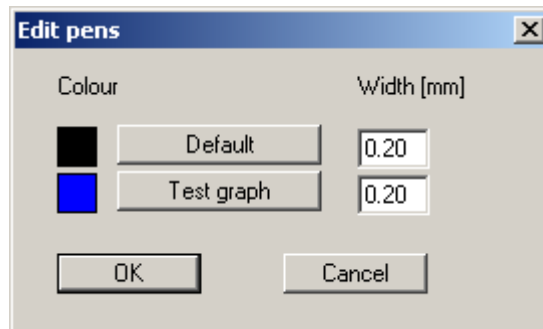 Edit pens
Colour Width [mm]
Default 0.20
Test graph 0.20
OK Cancel